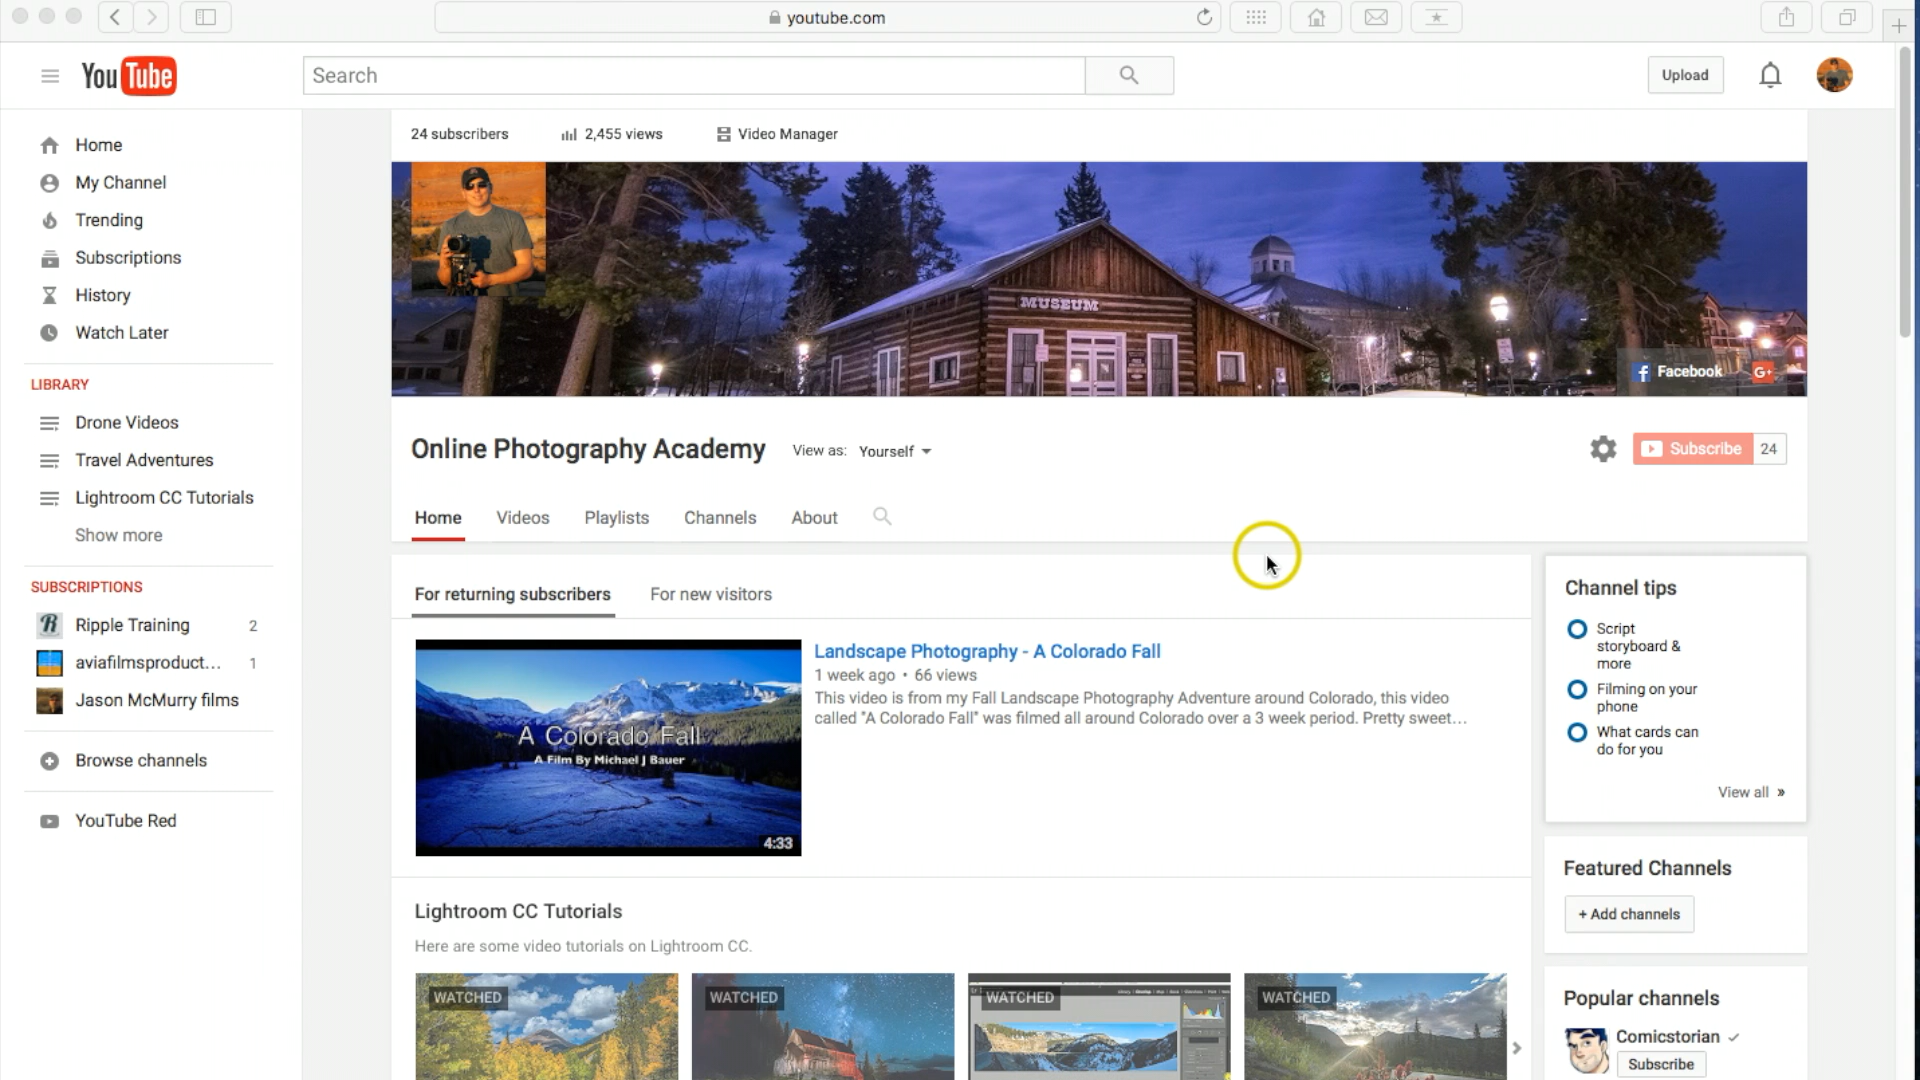 youtube.com
YouTube
Search
Upload
Home
My Channel
Trending
Subscriptions
History
Watch Later
LIBRARY
Drone Videos
Travel Adventures
Lightroom CC Tutorials
Show more
SUBSCRIPTIONS
Ripple Training 2
aviafilmsproduct... 1
Jason McMurry films
Browse channels
YouTube Red
24 subscribers 2,455 views Video Manager
MUSEUM
Facebook G+
Online Photography Academy View as: Yourself
Subscribe 24
Home Videos Playlists Channels About
For returning subscribers For new visitors
A Colorado Fall
A Film By Michael J Bauer
4:33
Landscape Photography - A Colorado Fall
1 week ago • 66 views
This video is from my Fall Landscape Photography Adventure around Colorado, this video
called "A Colorado Fall" was filmed all around Colorado over a 3 week period. Pretty sweet...
Lightroom CC Tutorials
Here are some video tutorials on Lightroom CC.
WATCHED WATCHED WATCHED WATCHED
Channel tips
Script
storyboard &
more
Filming on your
phone
What cards can
do for you
View all »
Featured Channels
+ Add channels
Popular channels
Comicstorian
Subscribe